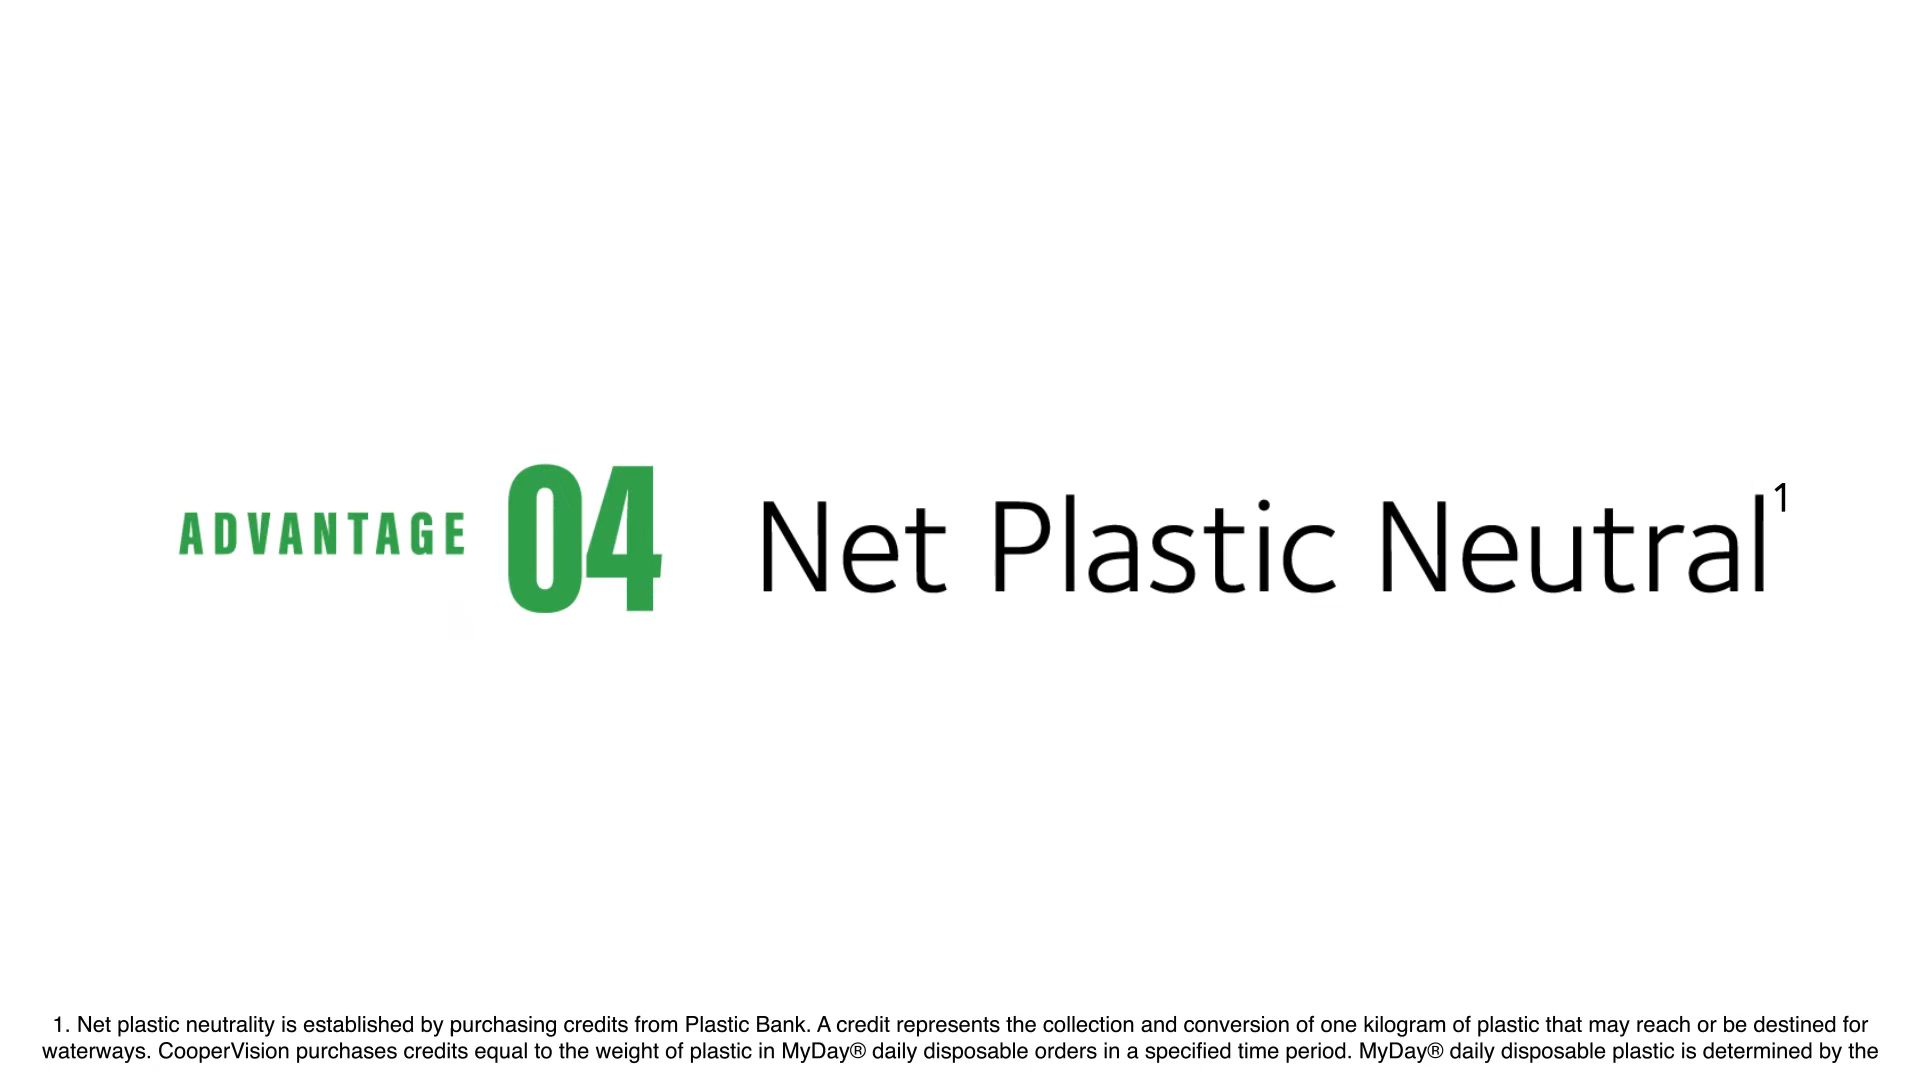 ADVANTAGE 04 Net Plastic Neutral¹
1. Net plastic neutrality is established by purchasing credits from Plastic Bank. A credit represents the collection and conversion of one kilogram of plastic that may reach or be destined for
waterways. CooperVision purchases credits equal to the weight of plastic in MyDay® daily disposable orders in a specified time period. MyDay® daily disposable plastic is determined by the